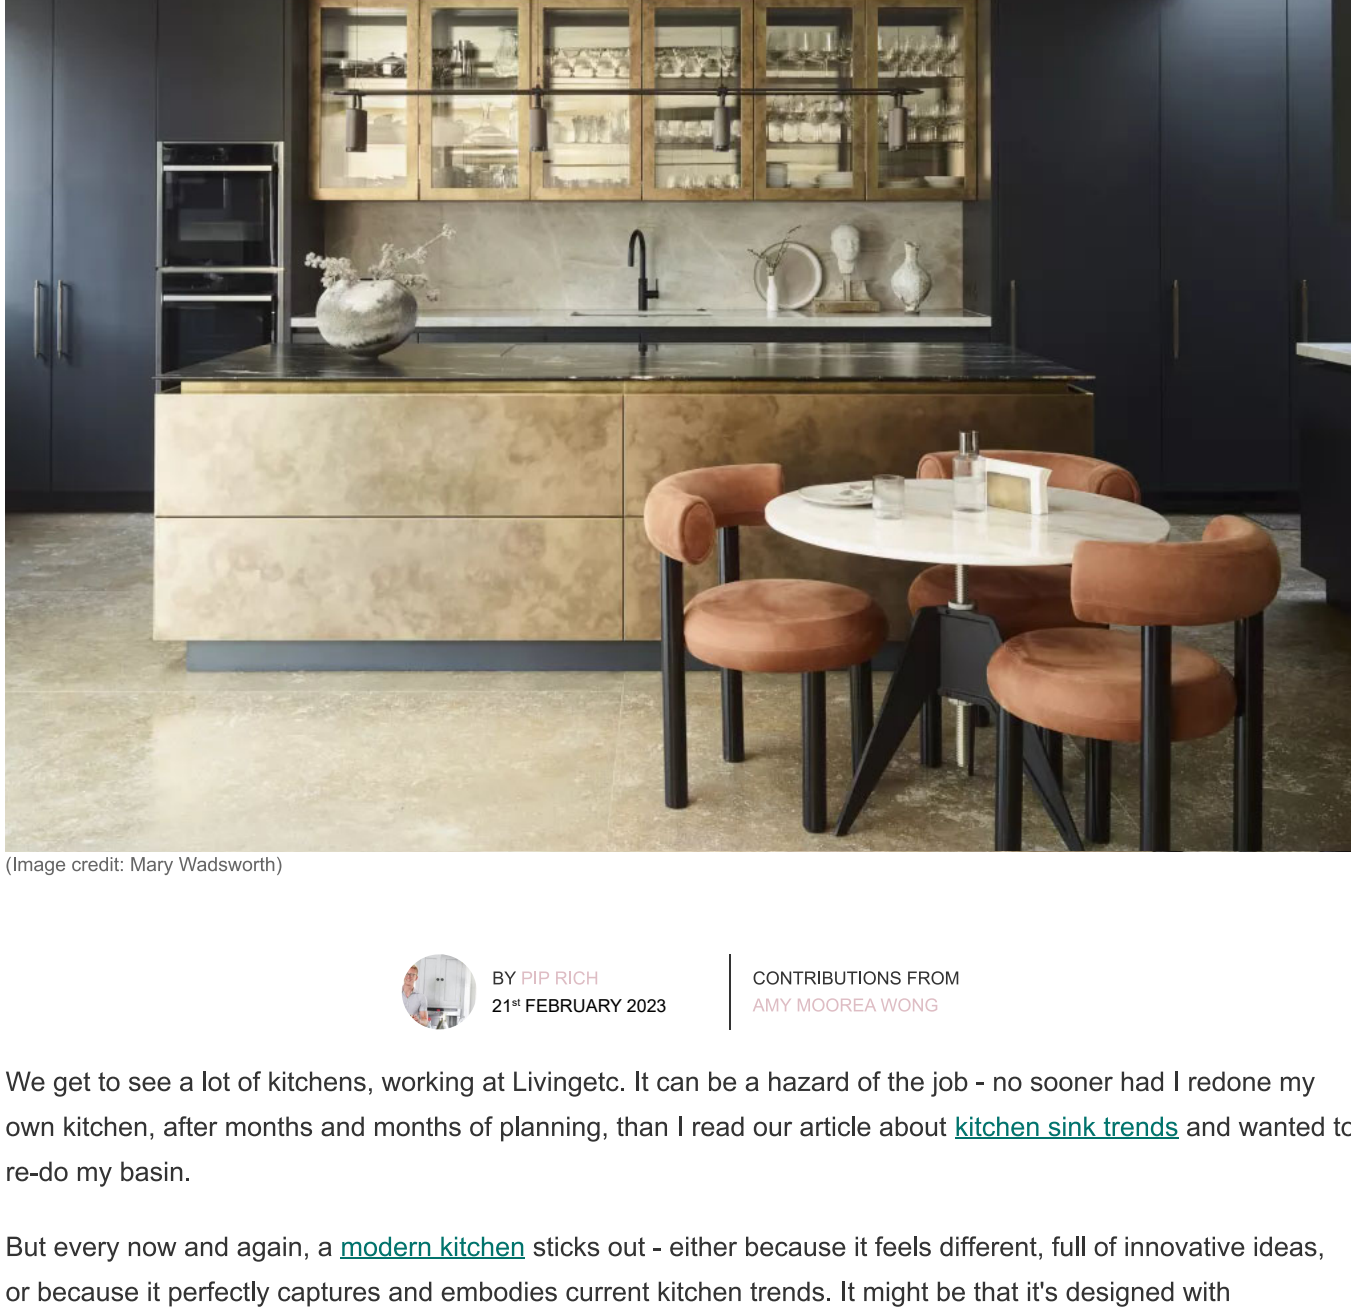 (Image credit: Mary Wadsworth)
BY PIP RICH
21st FEBRUARY 2023
CONTRIBUTIONS FROM
AMY MOOREA WONG
We get to see a lot of kitchens, working at Livingetc. It can be a hazard of the job - no sooner had I redone my
own kitchen, after months and months of planning, than I read our article about kitchen sink trends and wanted to
re-do my basin.
But every now and again, a modern kitchen sticks out - either because it feels different, full of innovative ideas,
or because it perfectly captures and embodies current kitchen trends. It might be that it's designed with